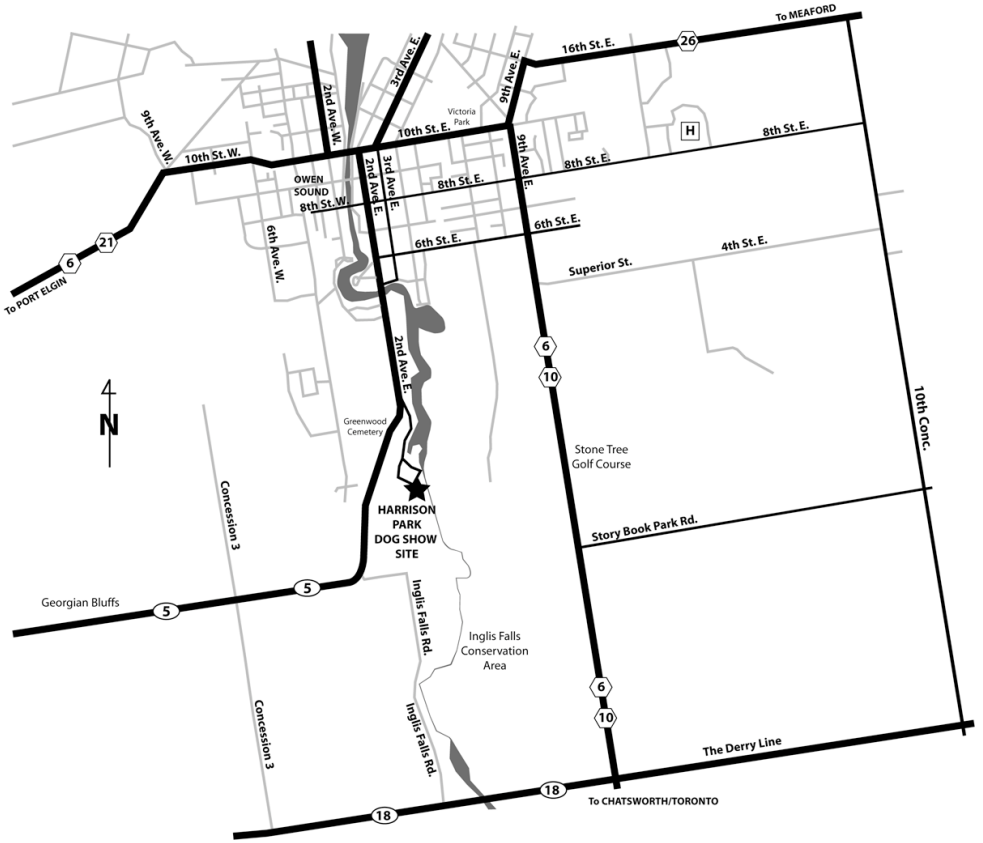 To MEAFORD
26
16th St. E.
3rd Ave. E.
9th Ave. E.
2nd Ave. W.
Victoria
Park
9th Ave. W.
10th St. E.
H
8th St. E.
10th St. W.
9th Ave. E.
8th St. E.
2nd Ave. E.
3rd Ave. E.
OWEN
SOUND
8th St. E.
8th St. W.
6th St. E.
6th St. E.
6th Ave. W.
4th St. E.
21
6
Superior St.
To PORT ELGIN
6
10
2nd Ave. E.
N
10th Conc.
Greenwood
Cemetery
Stone Tree
Golf Course
Concession 3
HARRISON
PARK
DOG SHOW
SITE
Story Book Park Rd.
5
5
Georgian Bluffs
Inglis Falls Rd.
Inglis Falls
Conservation
Area
6
10
Concession 3
Inglis Falls Rd.
The Derry Line
18
18
To CHATSWORTH/TORONTO